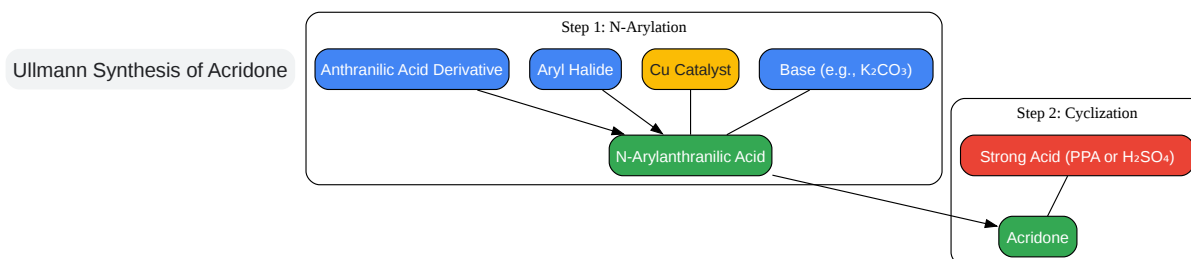 Ullmann Synthesis of Acridone
Step 1: N-Arylation
Anthranilic Acid Derivative
Aryl Halide
Cu Catalyst
Base (e.g., K₂CO₃)
N-Arylanthranilic Acid
Step 2: Cyclization
Strong Acid (PPA or H₂SO₄)
Acridone